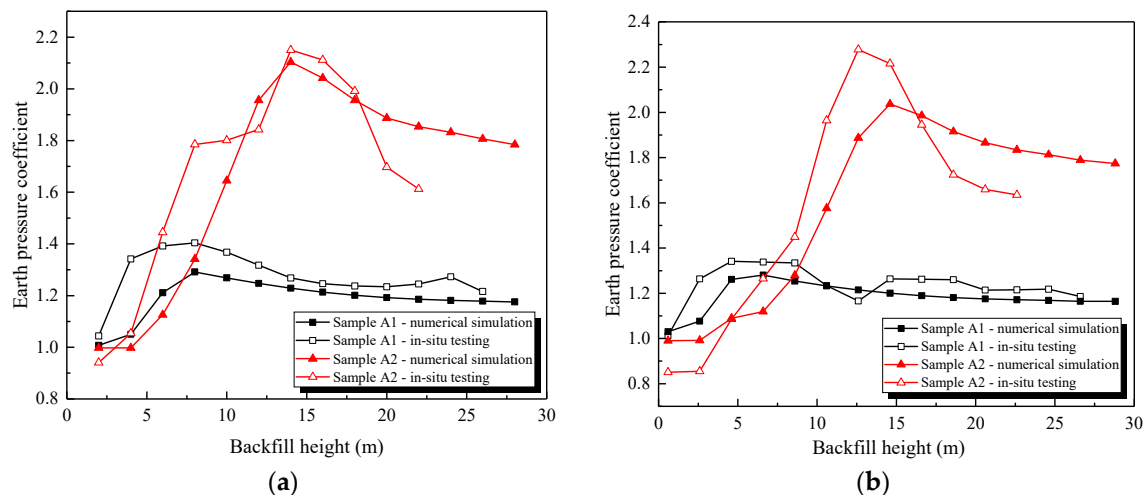 2.2
2.0
1.8
1.6
1.4
1.2
1.0
0.8
Earth pressure coefficient
Sample A1 - numerical simulation
Sample A1 - in-situ testing
Sample A2 - numerical simulation
Sample A2 - in-situ testing
0 5 10 15 20 25 30
Backfill height (m)
(a)
2.4
2.2
2.0
1.8
1.6
1.4
1.2
1.0
0.8
Earth pressure coefficient
Sample A1 - numerical simulation
Sample A1 - in-situ testing
Sample A2 - numerical simulation
Sample A2 - in-situ testing
0 5 10 15 20 25 30
Backfill height (m)
(b)